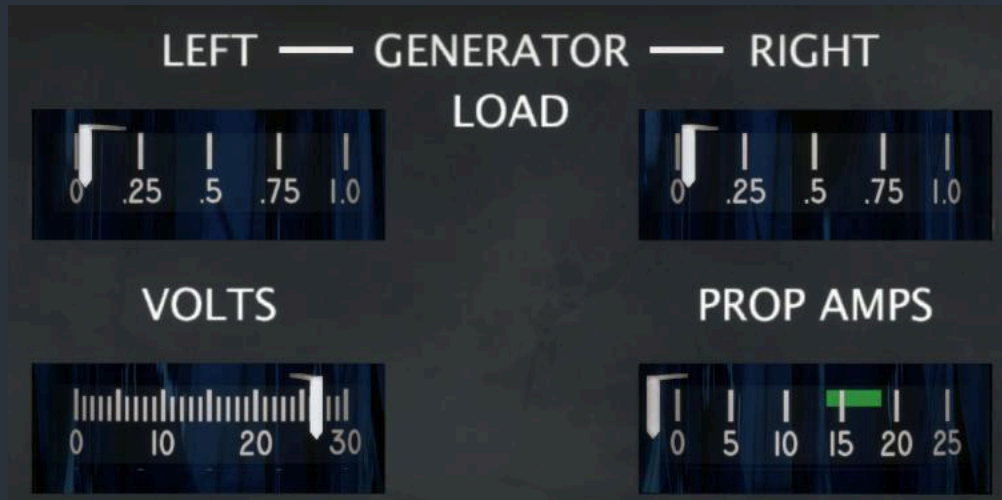 LEFT — GENERATOR — RIGHT
LOAD
0 .25 .5 .75 1.0
0 .25 .5 .75 1.0
VOLTS
PROP AMPS
0 10 20 30
0 5 10 15 20 25